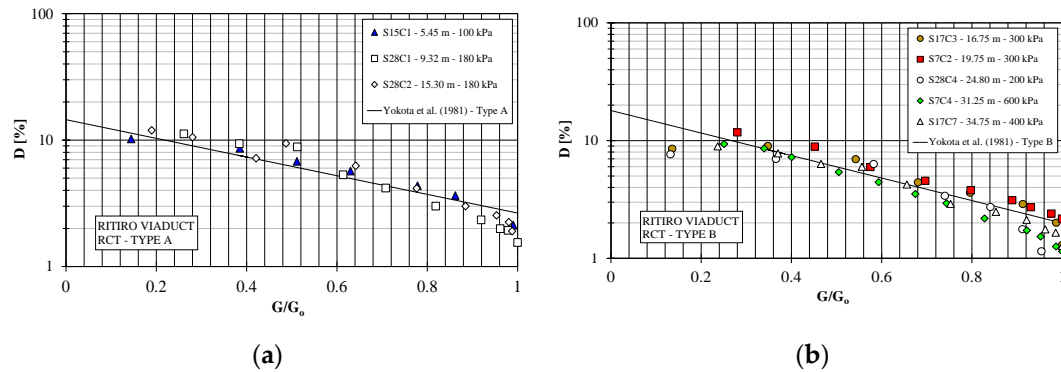 (a)
100
10
1
D [%]
S15C1 - 5.45 m - 100 kPa
S28C1 - 9.32 m - 180 kPa
S28C2 - 15.30 m - 180 kPa
Yokota et al. (1981) - Type A
RITIRO VIADUCT
RCT - TYPE A
0 0.2 0.4 0.6 0.8 1
G/Go
(b)
100
10
1
D [%]
S17C3 - 16.75 m - 300 kPa
S7C2 - 19.75 m - 300 kPa
S28C4 - 24.80 m - 200 kPa
S7C4 - 31.25 m - 600 kPa
S17C7 - 34.75 m - 400 kPa
Yokota et al. (1981) - Type B
RITIRO VIADUCT
RCT - TYPE B
0 0.2 0.4 0.6 0.8 1
G/Go
(a) (b)